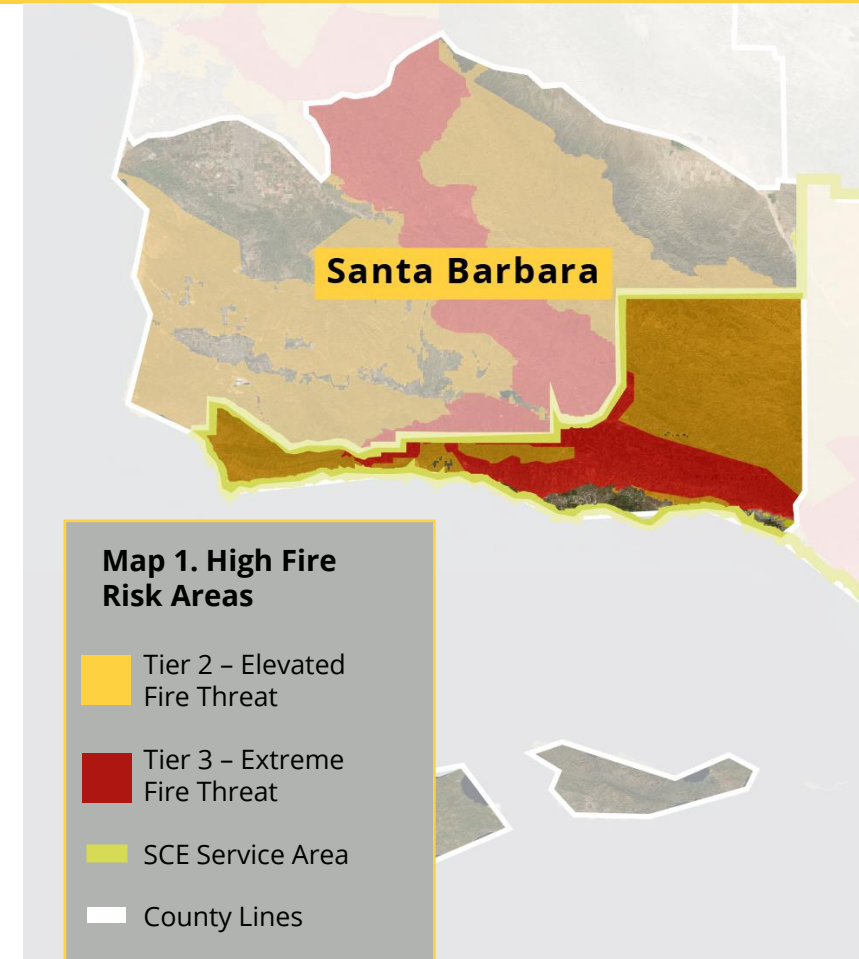 Santa Barbara
Map 1. High Fire
Risk Areas
Tier 2 – Elevated
Fire Threat
Tier 3 – Extreme
Fire Threat
SCE Service Area
County Lines